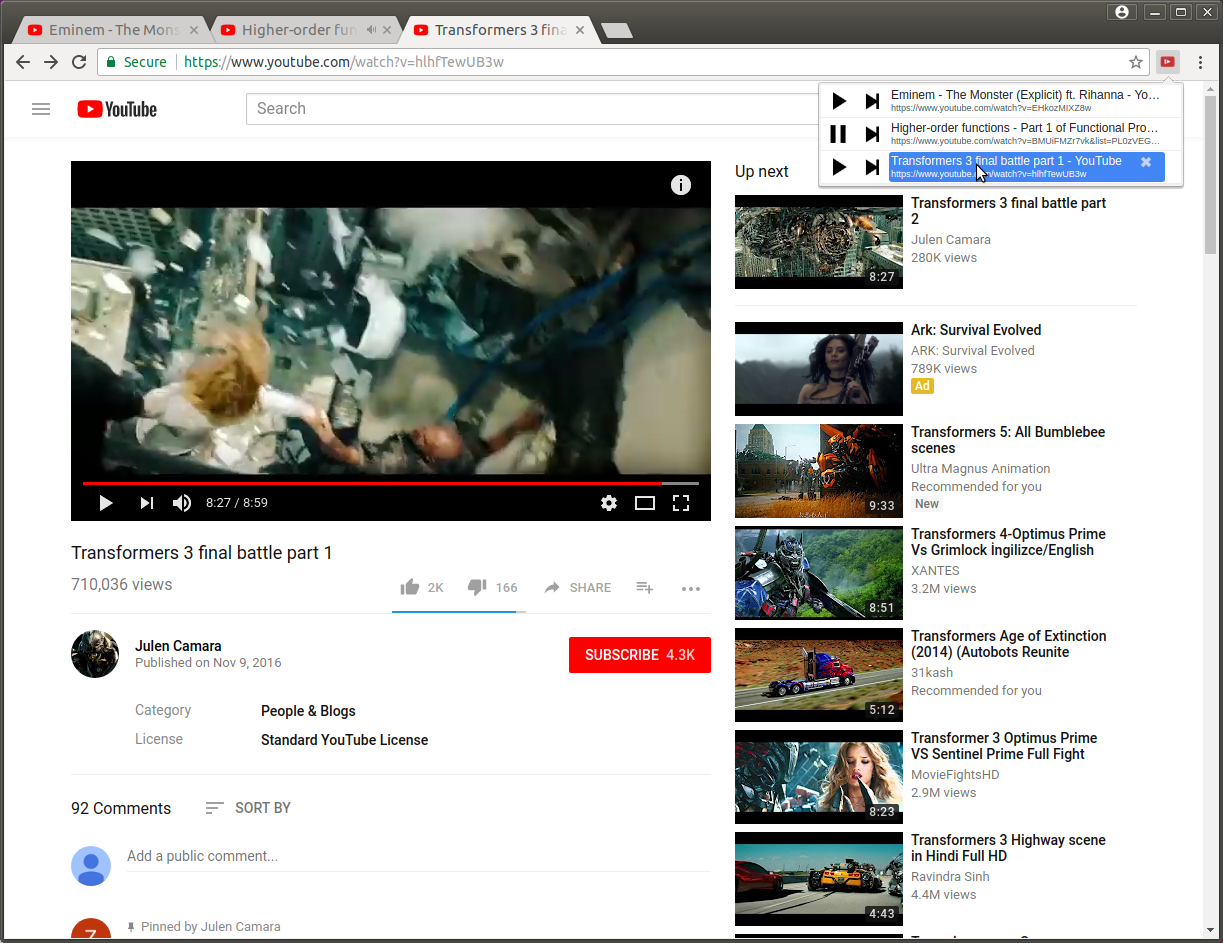 Eminem - The Mons
Higher-order fun
Transformers 3 fina
Secure
https://www.youtube.com/watch?v=hlhfTewUB3w
YouTube
Search
Eminem - The Monster (Explicit) ft. Rihanna - Yo…
https://www.youtube.com/watch?v=EHkozMIXZ8w
Higher-order functions - Part 1 of Functional Pro…
https://www.youtube.com/watch?v=BMUiFMZr7vk&list=PL0zVEG…
Transformers 3 final battle part 1 - YouTube
https://www.youtube.com/watch?v=hlhfTewUB3w
8:27 / 8:59
Transformers 3 final battle part 1
710,036 views
2K
166
SHARE
Julen Camara
Published on Nov 9, 2016
SUBSCRIBE 4.3K
Category
People & Blogs
License
Standard YouTube License
92 Comments
SORT BY
Add a public comment...
Z
Pinned by Julen Camara
Up next
8:27
Transformers 3 final battle part
2
Julen Camara
280K views
Ark: Survival Evolved
ARK: Survival Evolved
789K views
Ad
9:33
Transformers 5: All Bumblebee
scenes
Ultra Magnus Animation
Recommended for you
New
8:51
Transformers 4-Optimus Prime
Vs Grimlock İngilizce/English
XANTES
3.2M views
5:12
Transformers Age of Extinction
(2014) (Autobots Reunite
31kash
Recommended for you
8:23
Transformer 3 Optimus Prime
VS Sentinel Prime Full Fight
MovieFightsHD
2.9M views
4:43
Transformers 3 Highway scene
in Hindi Full HD
Ravindra Sinh
4.4M views